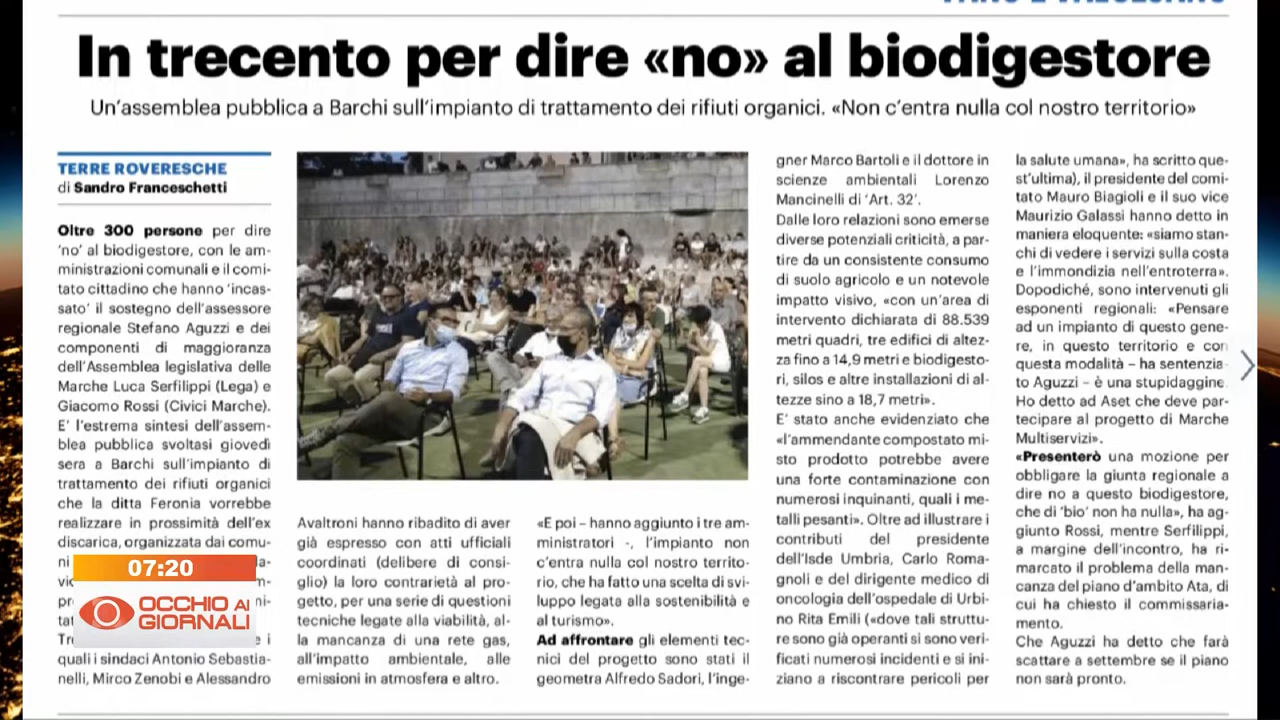 In trecento per dire «no» al biodigestore
Un'assemblea pubblica a Barchi sull'impianto di trattamento dei rifiuti organici. «Non c'entra nulla col nostro territorio»
TERRE ROVERESCHE
di Sandro Franceschetti
Oltre 300 persone per dire
'no' al biodigestore, con le am-
ministrazioni comunali e il comi-
tato cittadino che hanno 'incas-
sato' il sostegno dell'assessore
regionale Stefano Aguzzi e dei
componenti di maggioranza
dell'Assemblea legislativa delle
Marche Luca Serfilippi (Lega) e
Giacomo Rossi (Civici Marche).
E' l'estrema sintesi dell'assem-
blea pubblica svoltasi giovedì
sera a Barchi sull'impianto di
trattamento dei rifiuti organici
che la ditta Feronia vorrebbe
realizzare in prossimità dell'ex
discarica, organizzata dai comu-
ni
quali i sindaci Antonio Sebastia-
nelli, Mirco Zenobi e Alessandro
07:20
OCCHIO AI
GIORNALI
Avaltroni hanno ribadito di aver
già espresso con atti ufficiali
coordinati (delibere di consi-
glio) la loro contrarietà al pro-
getto, per una serie di questioni
tecniche legate alla viabilità, al-
la mancanza di una rete gas,
all'impatto ambientale, alle
emissioni in atmosfera e altro.
«E poi – hanno aggiunto i tre am-
ministratori -, l'impianto non
c'entra nulla col nostro territo-
rio, che ha fatto una scelta di svi-
luppo legata alla sostenibilità e
al turismo».
Ad affrontare gli elementi tec-
nici del progetto sono stati il
geometra Alfredo Sadori, l'inge-
gner Marco Bartoli e il dottore in
scienze ambientali Lorenzo
Mancinelli di 'Art. 32'.
Dalle loro relazioni sono emerse
diverse potenziali criticità, a par-
tire da un consistente consumo
di suolo agricolo e un notevole
impatto visivo, «con un'area di
intervento dichiarata di 88.539
metri quadri, tre edifici di altez-
za fino a 14,9 metri e biodigesto-
ri, silos e altre installazioni di al-
tezze sino a 18,7 metri».
E' stato anche evidenziato che
«l'ammendante compostato mi-
sto prodotto potrebbe avere
una forte contaminazione con
numerosi inquinanti, quali i me-
talli pesanti». Oltre ad illustrare i
contributi del presidente
dell'Isde Umbria, Carlo Roma-
gnoli e del dirigente medico di
oncologia dell'ospedale di Urbi-
no Rita Emili («dove tali struttu-
re sono già operanti si sono veri-
ficati numerosi incidenti e si ini-
ziano a riscontrare pericoli per
la salute umana», ha scritto que-
st'ultima), il presidente del comi-
tato Mauro Biagioli e il suo vice
Maurizio Galassi hanno detto in
maniera eloquente: «siamo stan-
chi di vedere i servizi sulla costa
e l'immondizia nell'entroterra».
Dopodiché, sono intervenuti gli
esponenti regionali: «Pensare
ad un impianto di questo gene-
re, in questo territorio e con
questa modalità – ha sentenzia-
to Aguzzi – è una stupidaggine.
Ho detto ad Aset che deve par-
tecipare al progetto di Marche
Multiservizi».
«Presenterò una mozione per
obbligare la giunta regionale a
dire no a questo biodigestore,
che di 'bio' non ha nulla», ha ag-
giunto Rossi, mentre Serfilippi,
a margine dell'incontro, ha ri-
marcato il problema della man-
canza del piano d'ambito Ata, di
cui ha chiesto il commissaria-
mento.
Che Aguzzi ha detto che farà
scattare a settembre se il piano
non sarà pronto.